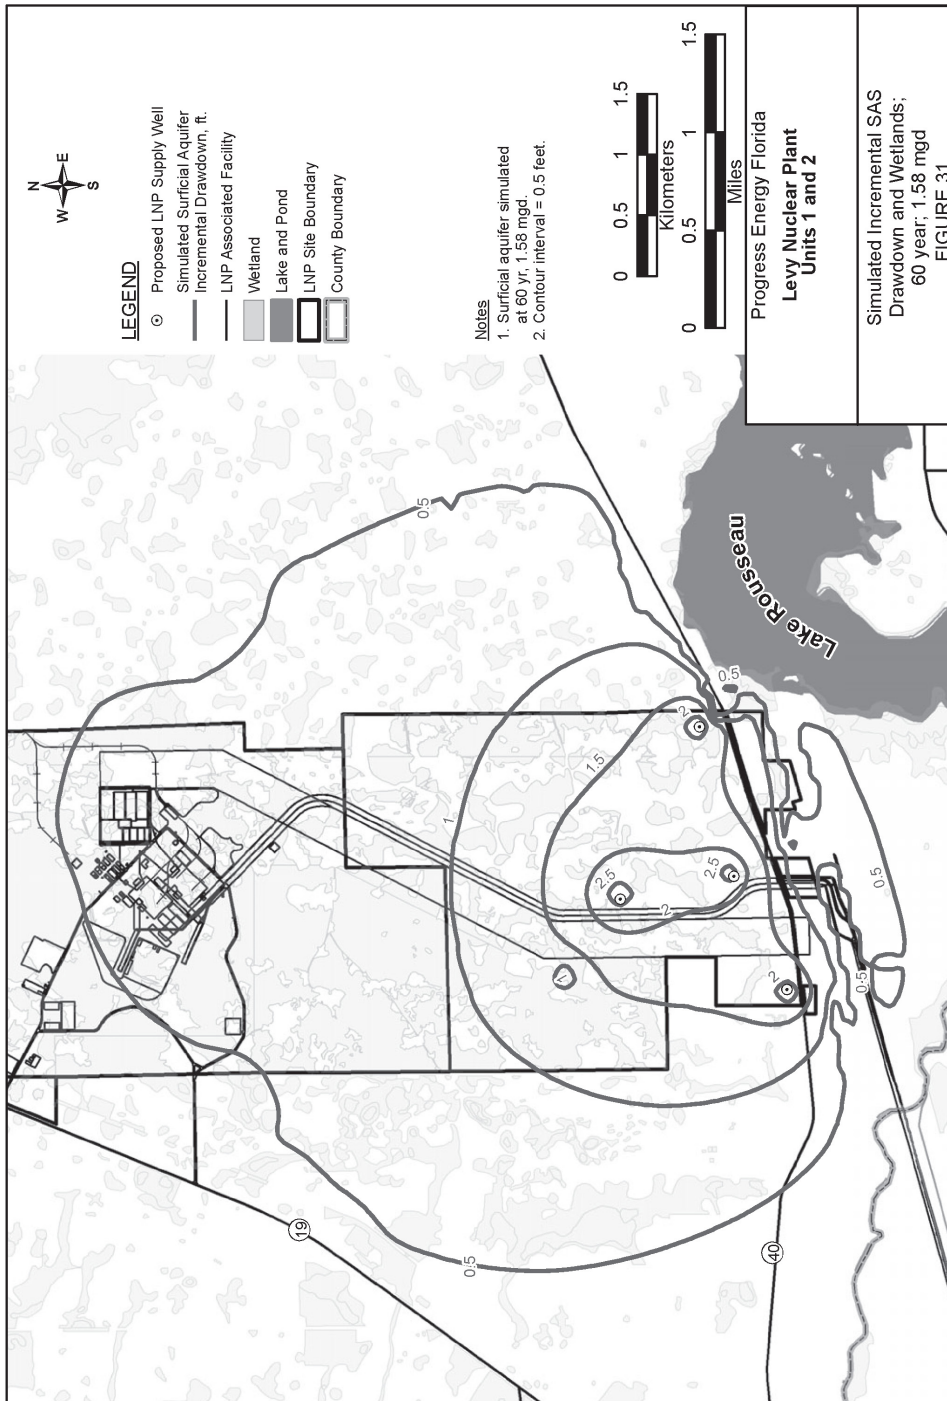 N
W
E
S
LEGEND
Proposed LNP Supply Well
Simulated Surficial Aquifer
Incremental Drawdown, ft.
LNP Associated Facility
Wetland
Lake and Pond
LNP Site Boundary
County Boundary
Notes
1. Surficial aquifer simulated
at 60 yr, 1.58 mgd.
2. Contour interval = 0.5 feet.
0 0.5 1 1.5
Kilometers
0 0.5 1 1.5
Miles
Progress Energy Florida
Levy Nuclear Plant
Units 1 and 2
Simulated Incremental SAS
Drawdown and Wetlands;
60 year; 1.58 mgd
FIGURE 31
0.5
1
1.5
2
0.5
2.5
2.5
2
1
2
0.5
0.5
0.5
19
40
Lake Rousseau